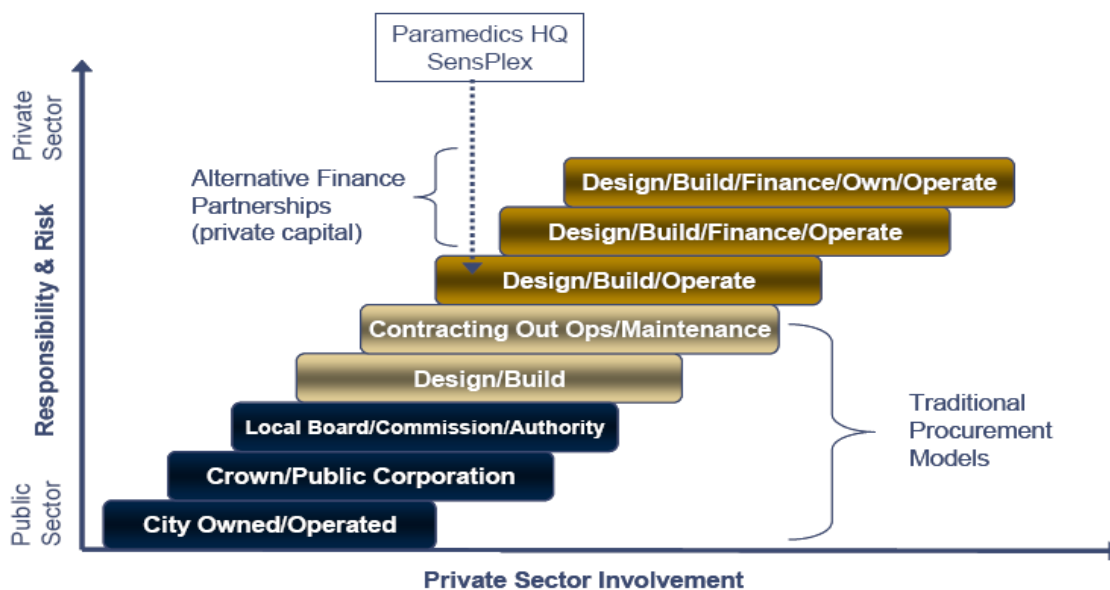 Paramedics HQ
SensPlex
Private
Sector
Responsibility & Risk
Public
Sector
Alternative Finance
Partnerships
(private capital)
Design/Build/Finance/Own/Operate
Design/Build/Finance/Operate
Design/Build/Operate
Contracting Out Ops/Maintenance
Design/Build
Local Board/Commission/Authority
Crown/Public Corporation
City Owned/Operated
Traditional
Procurement
Models
Private Sector Involvement